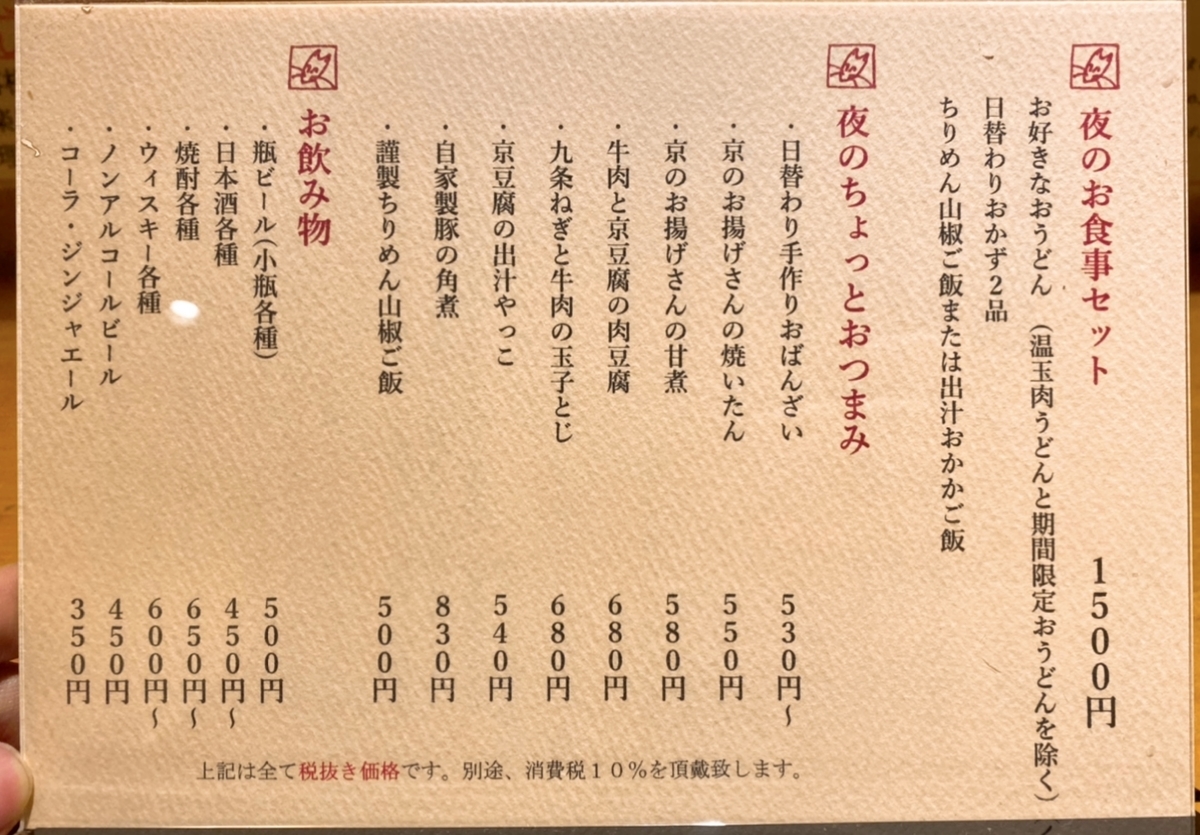 夜のお食事セット 1500円
お好きなおうどん (温玉肉うどんと期間限定おうどんを除く)
日替わりおかず2品
ちりめん山椒ご飯または出汁おかかご飯
夜のちょっとおつまみ
・日替わり手作りおばんざい 530円~
・京のお揚げさんの焼いたん 550円
・京のお揚げさんの甘煮 580円
・牛肉と京豆腐の肉豆腐 680円
・九条ねぎと牛肉の玉子とじ 680円
・京豆腐の出汁やっこ 540円
・自家製豚の角煮 830円
・謹製ちりめん山椒ご飯 500円
お飲み物
・瓶ビール(小瓶各種) 500円
・日本酒各種 450円~
・焼酎各種 650円~
・ウィスキー各種 600円~
・ノンアルコールビール 450円
・コーラ・ジンジャエール 350円
上記は全て税抜き価格です。別途、消費税10%を頂戴致します。